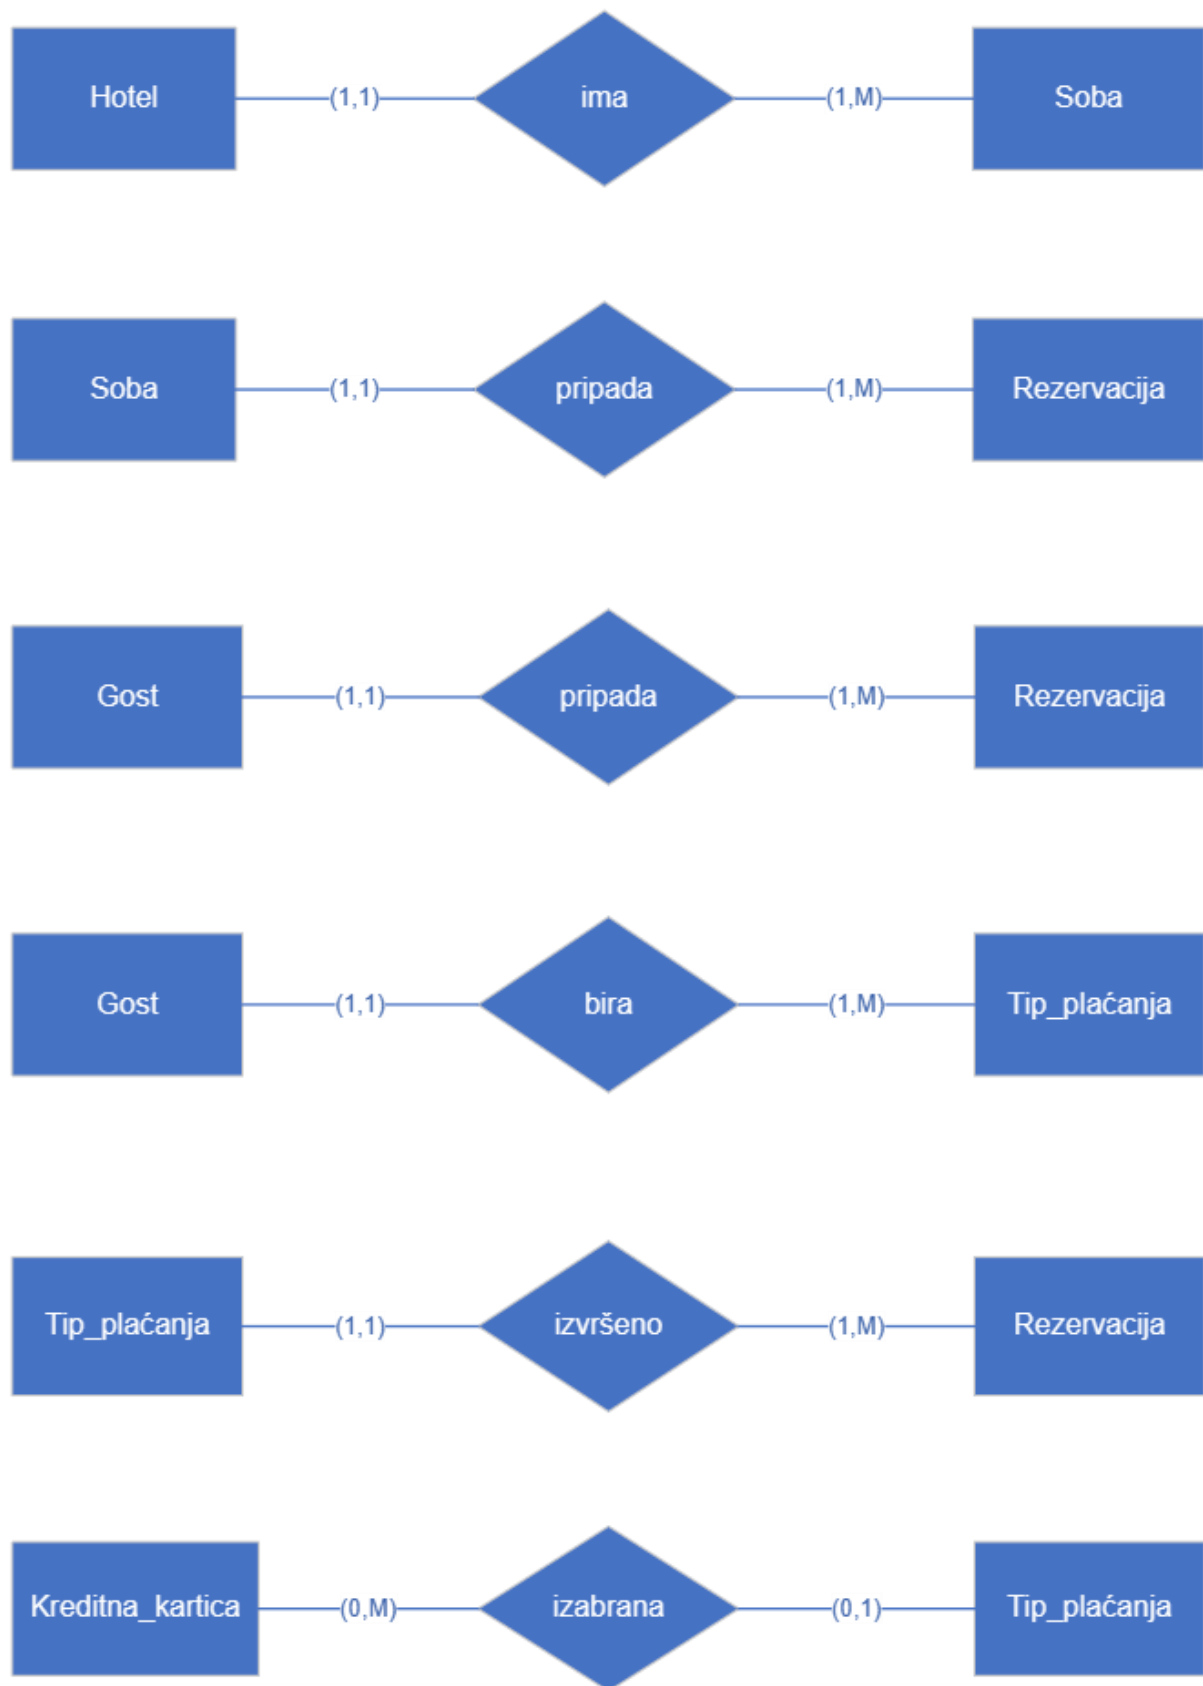 Hotel (1,1) ima (1,M) Soba
Soba (1,1) pripada (1,M) Rezervacija
Gost (1,1) pripada (1,M) Rezervacija
Gost (1,1) bira (1,M) Tip_plaćanja
Tip_plaćanja (1,1) izvršeno (1,M) Rezervacija
Kreditna_kartica (0,M) izabrana (0,1) Tip_plaćanja